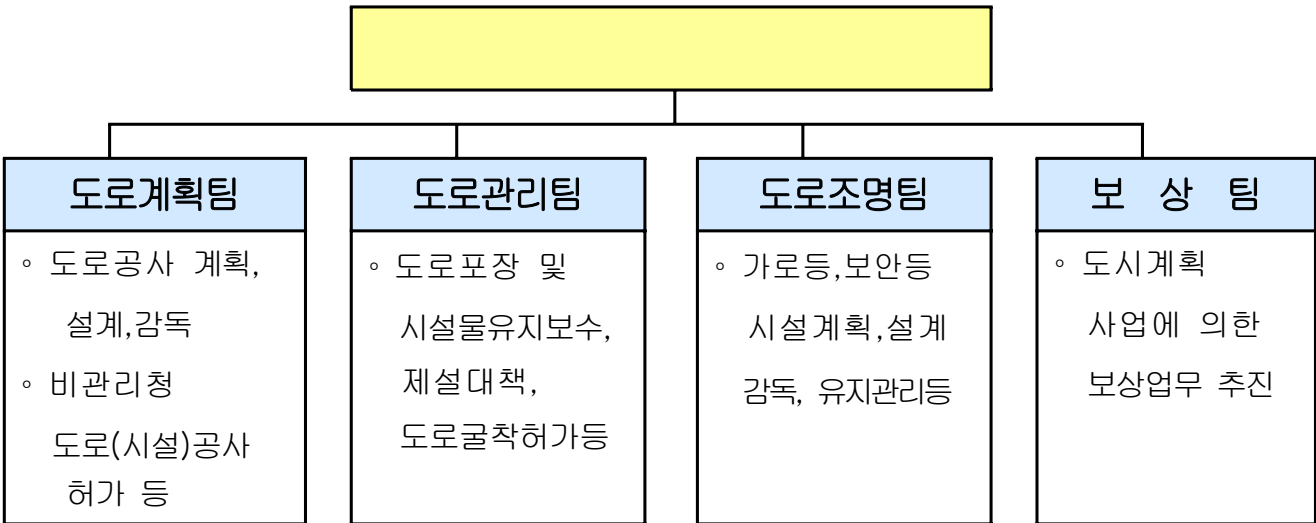 도로계획팀
◦ 도로공사 계획,
설계,감독
◦ 비관리청
도로(시설)공사
허가 등
도로관리팀
◦ 도로포장 및
시설물유지보수,
제설대책,
도로굴착허가등
도로조명팀
◦ 가로등,보안등
시설계획,설계
감독, 유지관리등
보 상 팀
◦ 도시계획
사업에 의한
보상업무 추진